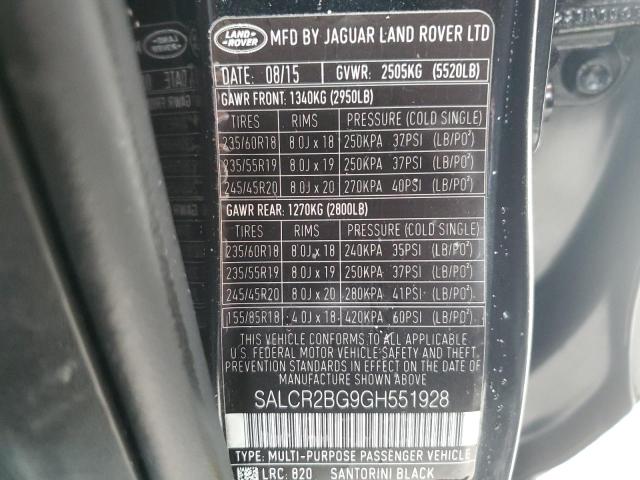 LAND ROVER MFD BY JAGUAR LAND ROVER LTD
DATE: 08/15 GVWR: 2505KG (5520LB)
GAWR FRONT: 1340KG (2950LB)
TIRES RIMS PRESSURE (COLD SINGLE)
235/60R18 8.0J x 18 250KPA 37PSI (LB/PO²)
235/55R19 8.0J x 19 250KPA 37PSI (LB/PO²)
245/45R20 8.0J x 20 270KPA 40PSI (LB/PO²)
GAWR REAR: 1270KG (2800LB)
TIRES RIMS PRESSURE (COLD SINGLE)
235/60R18 8.0J x 18 240KPA 35PSI (LB/PO²)
235/55R19 8.0J x 19 250KPA 37PSI (LB/PO²)
245/45R20 8.0J x 20 280KPA 41PSI (LB/PO²)
155/85R18 4.0J x 18 420KPA 60PSI (LB/PO²)
THIS VEHICLE CONFORMS TO ALL APPLICABLE
U.S. FEDERAL MOTOR VEHICLE SAFETY AND THEFT
PREVENTION STANDARDS IN EFFECT ON THE DATE
OF MANUFACTURE SHOWN ABOVE.
SALCR2BG9GH551928
TYPE: MULTI-PURPOSE PASSENGER VEHICLE
LRC: 820 SANTORINI BLACK